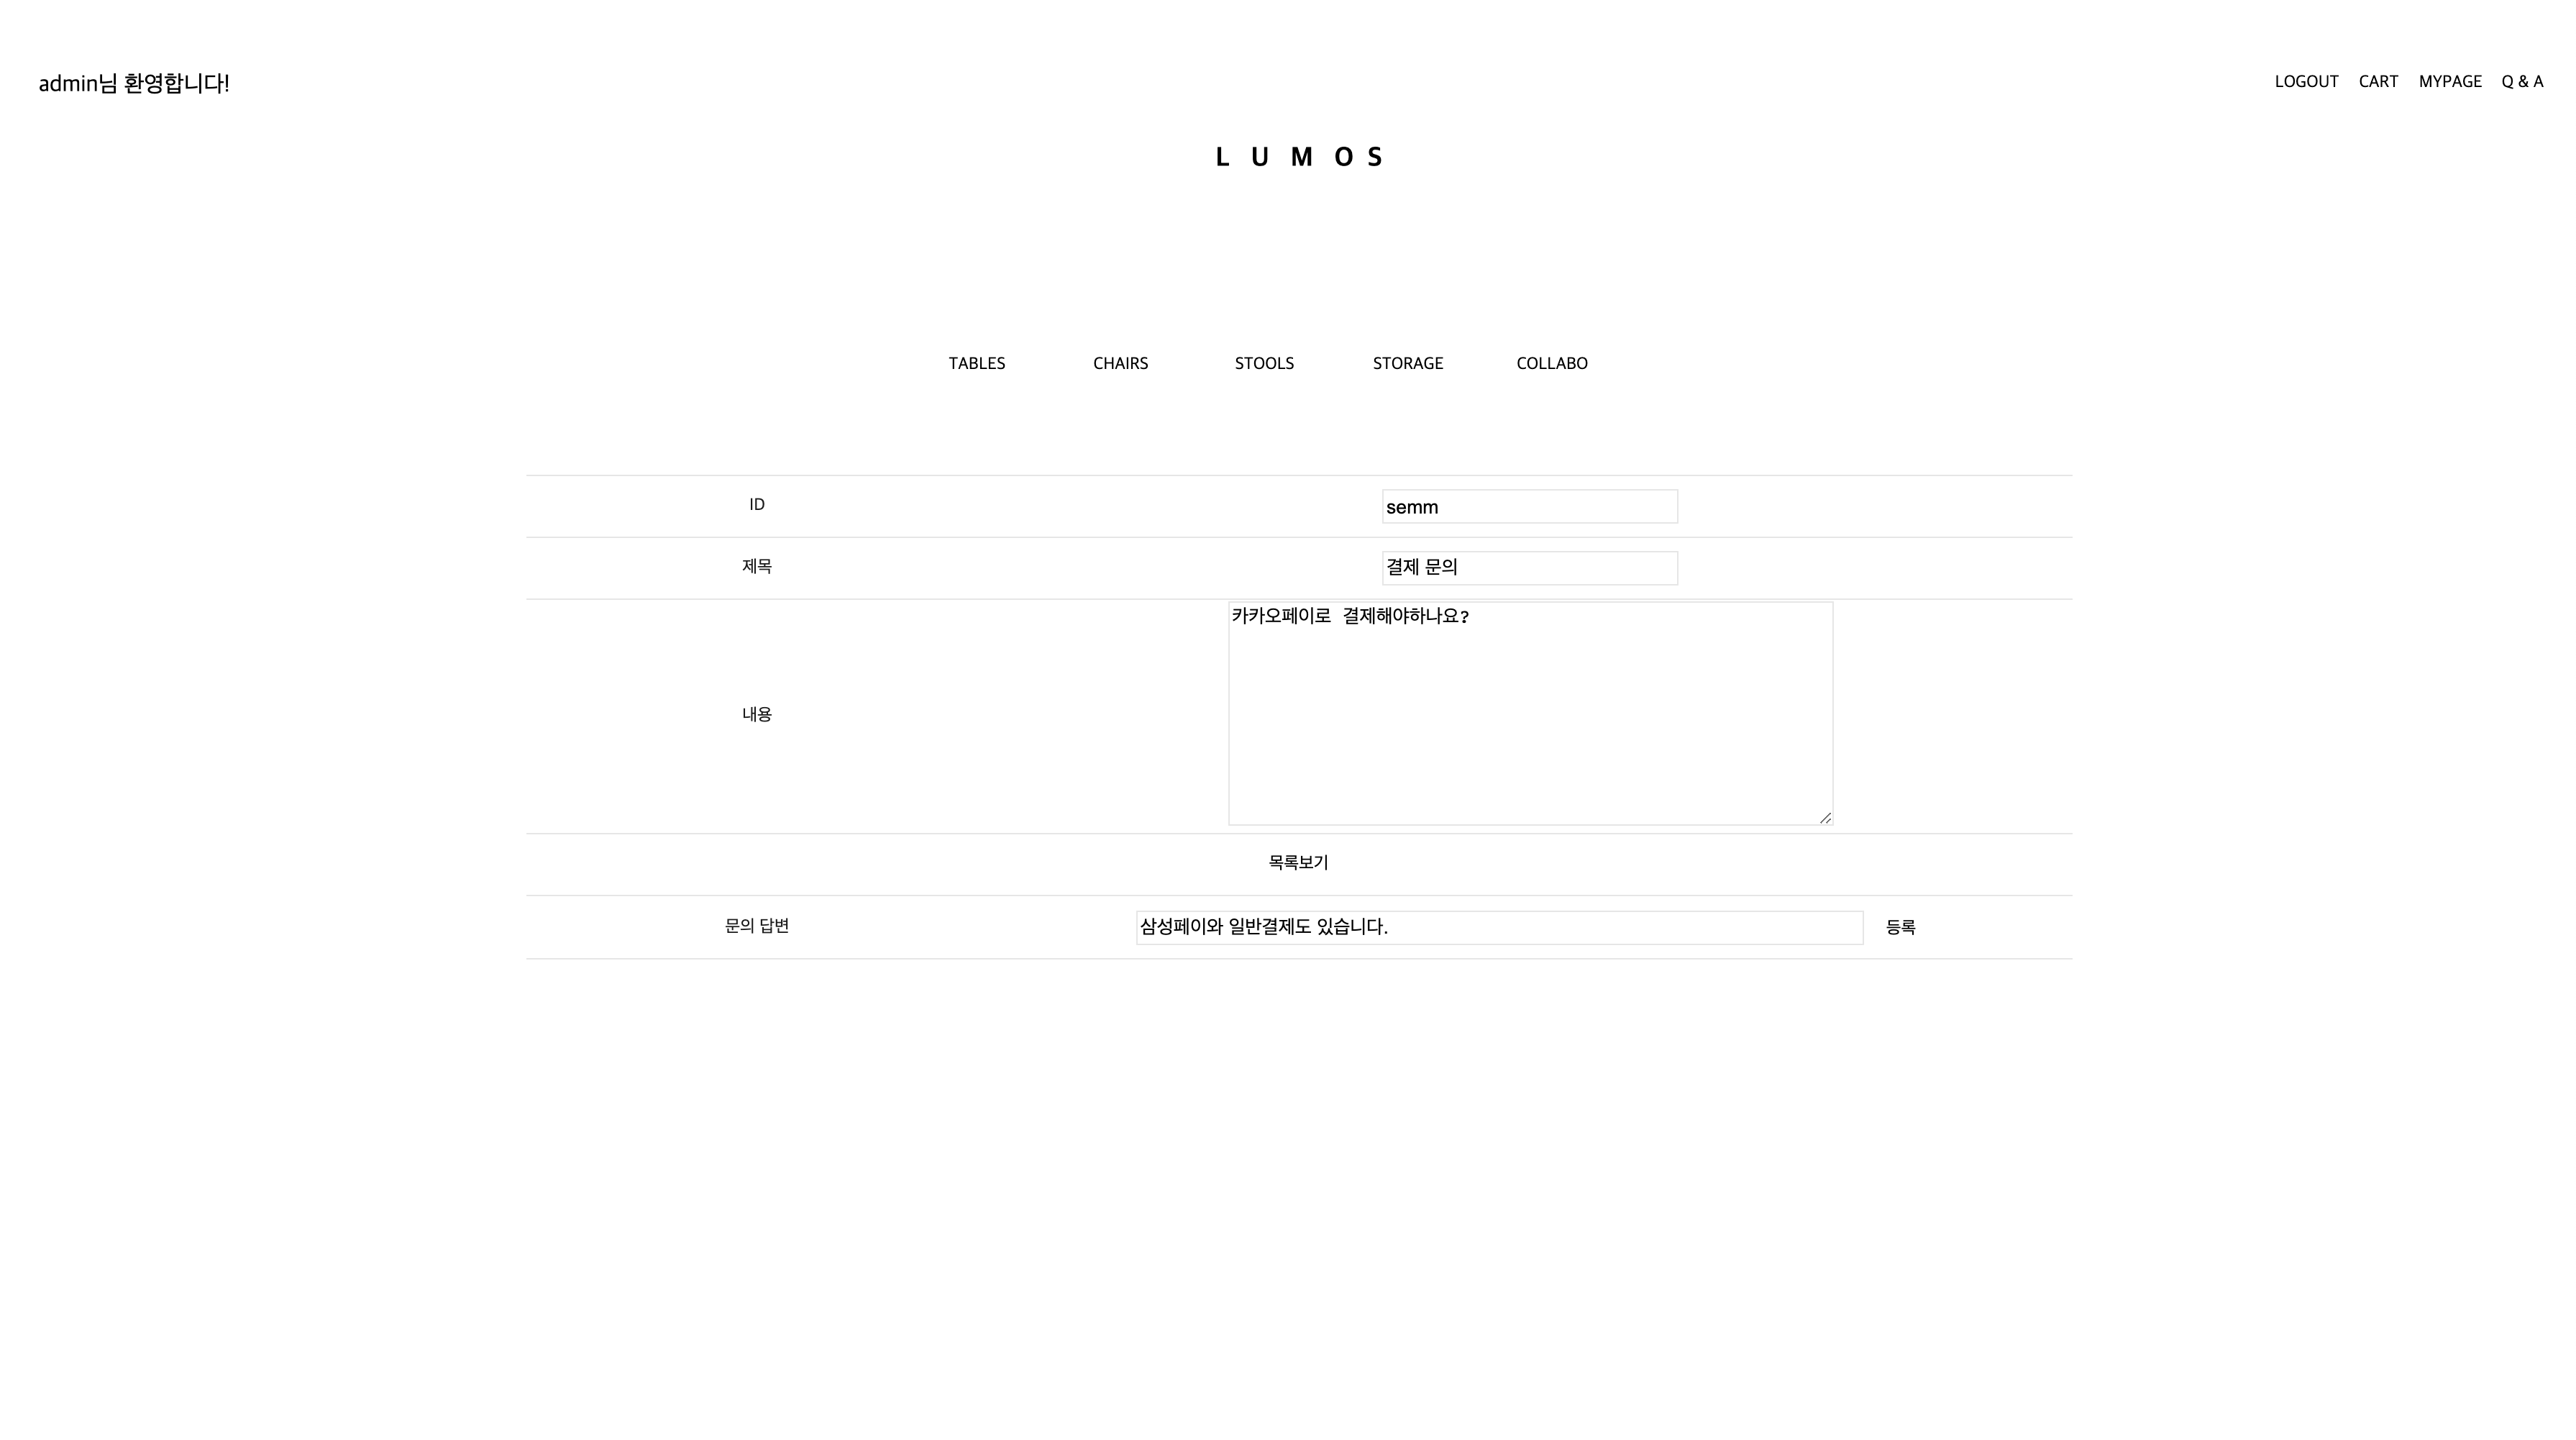 admin님 환영합니다!
LOGOUT CART MYPAGE Q & A
L U M O S
TABLES CHAIRS STOOLS STORAGE COLLABO
ID semm
제목 결제 문의
내용 카카오페이로 결제해야하나요?
목록보기
문의 답변 삼성페이와 일반결제도 있습니다. 등록